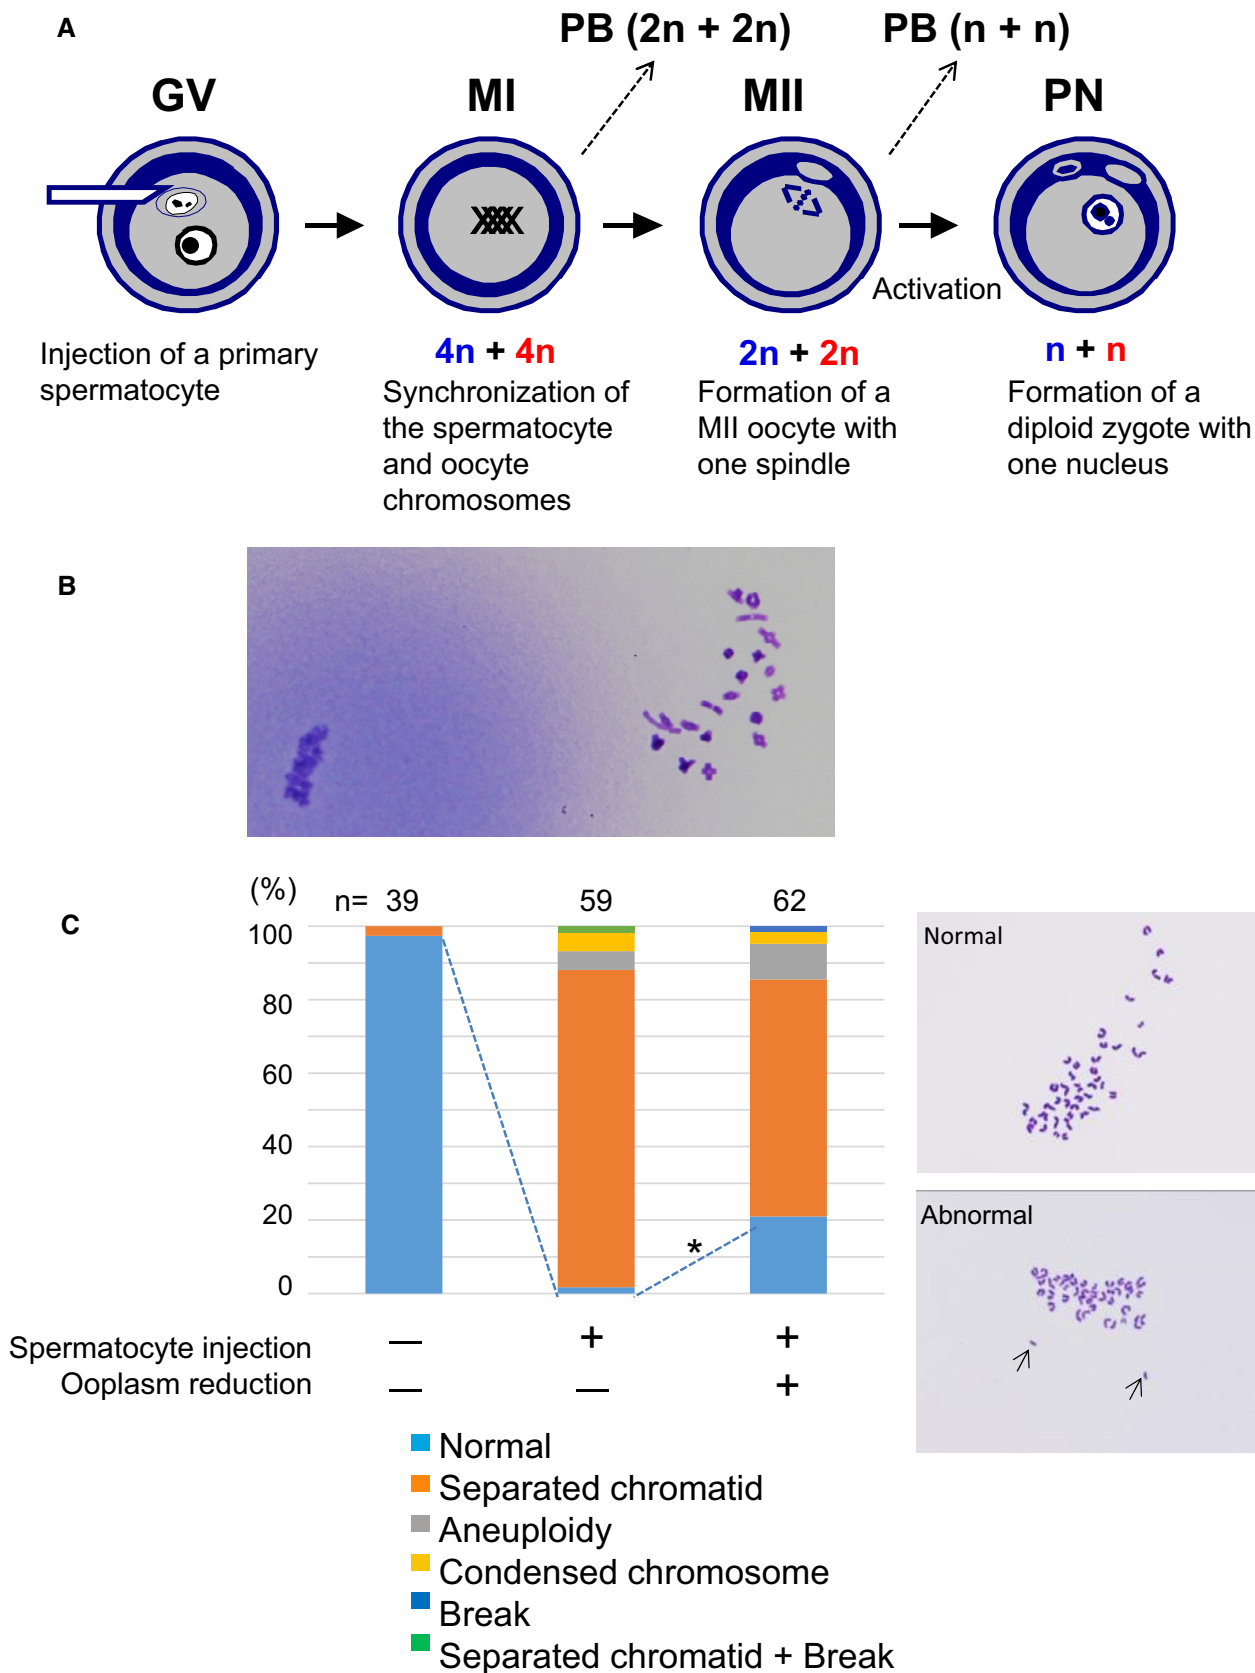 A
PB (2n + 2n)
PB (n + n)
GV
MI
MII
PN
Activation
Injection of a primary
spermatocyte
4n + 4n
Synchronization of
the spermatocyte
and oocyte
chromosomes
2n + 2n
Formation of a
MII oocyte with
one spindle
n + n
Formation of a
diploid zygote with
one nucleus
B
C
(%)
n= 39 59 62
100
80
60
40
20
0
*
Spermatocyte injection — + +
Ooplasm reduction — — +
Normal
Separated chromatid
Aneuploidy
Condensed chromosome
Break
Separated chromatid + Break
Normal
Abnormal